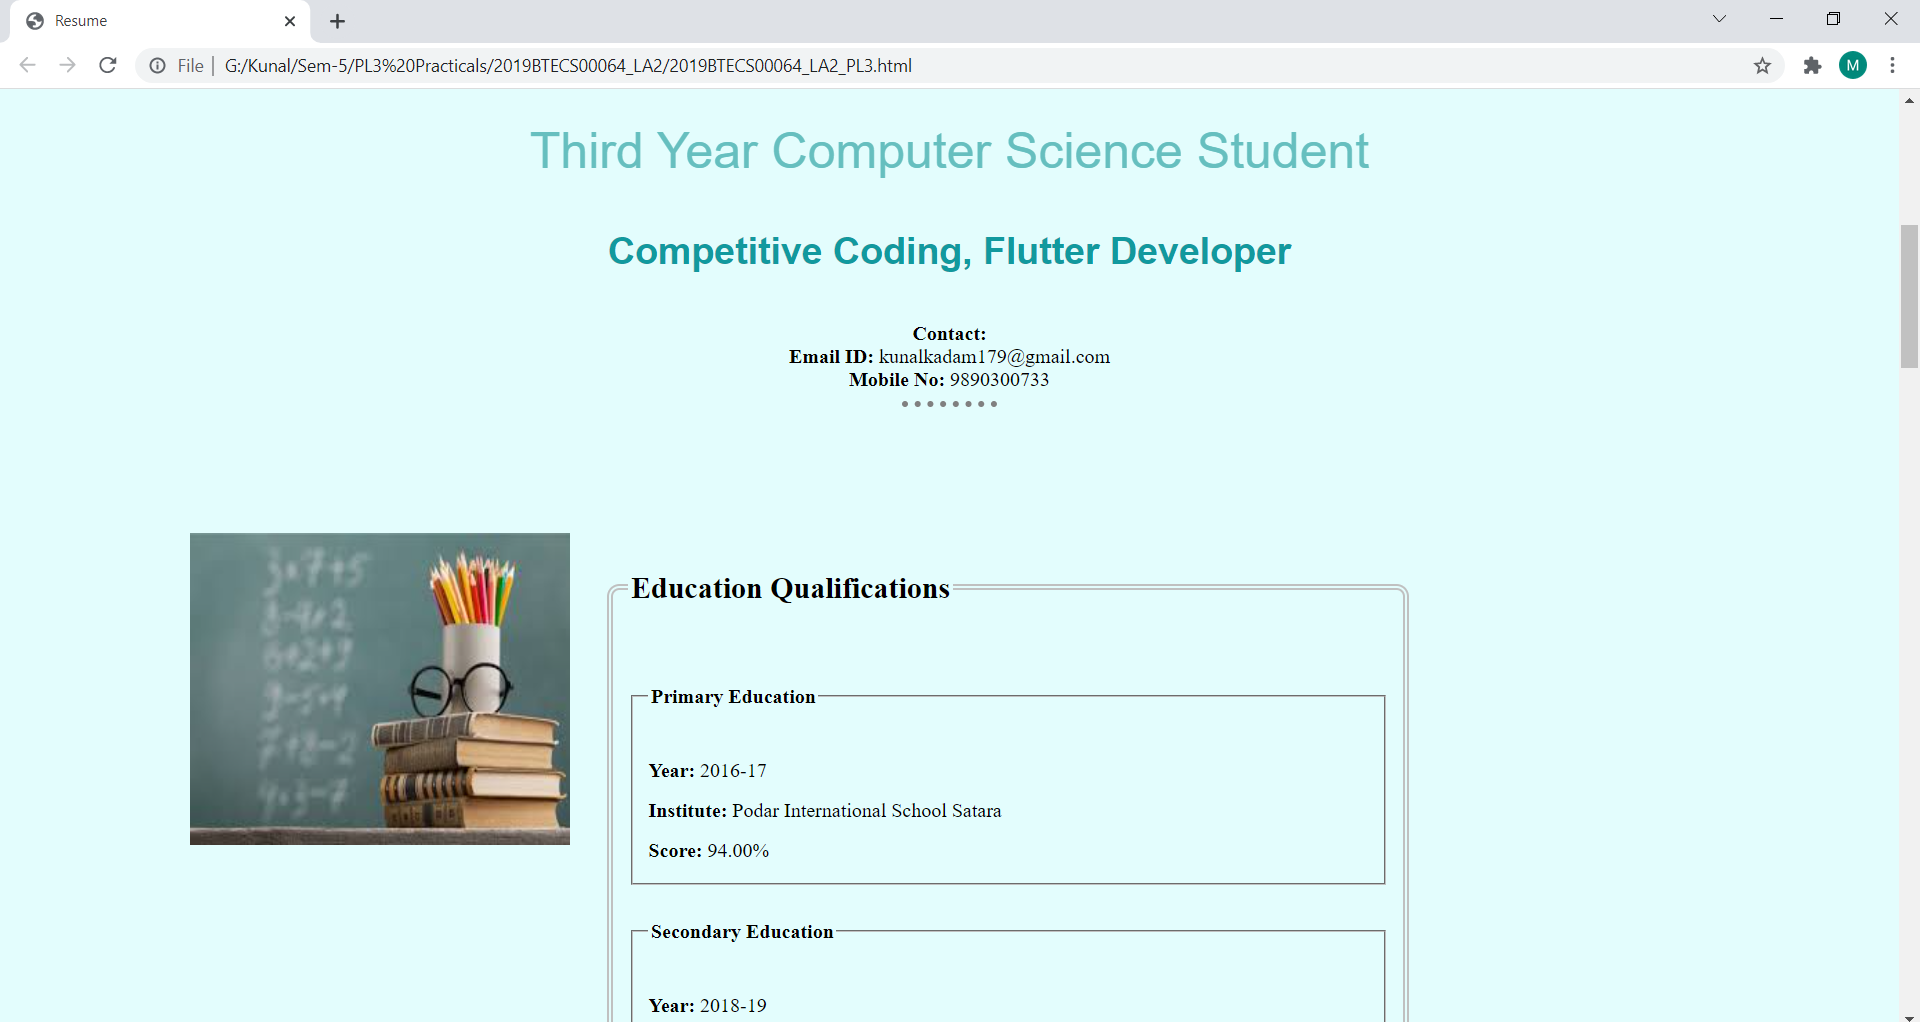 Resume
File
G:/Kunal/Sem-5/PL3%20Practicals/2019BTECS00064_LA2/2019BTECS00064_LA2_PL3.html
M
Third Year Computer Science Student
Competitive Coding, Flutter Developer
Contact:
Email ID: kunalkadam179@gmail.com
Mobile No: 9890300733
Education Qualifications
Primary Education
Year: 2016-17
Institute: Podar International School Satara
Score: 94.00%
Secondary Education
Year: 2018-19